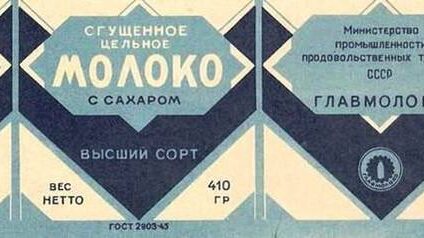 СГУЩЕННОЕ
ЦЕЛЬНОЕ
МОЛОКО
С САХАРОМ
ВЫСШИЙ СОРТ
ВЕС
НЕТТО
410
ГР
ГОСТ 2903-45
Министерство
промышленности
продовольственных т
СССР
ГЛАВМОЛО